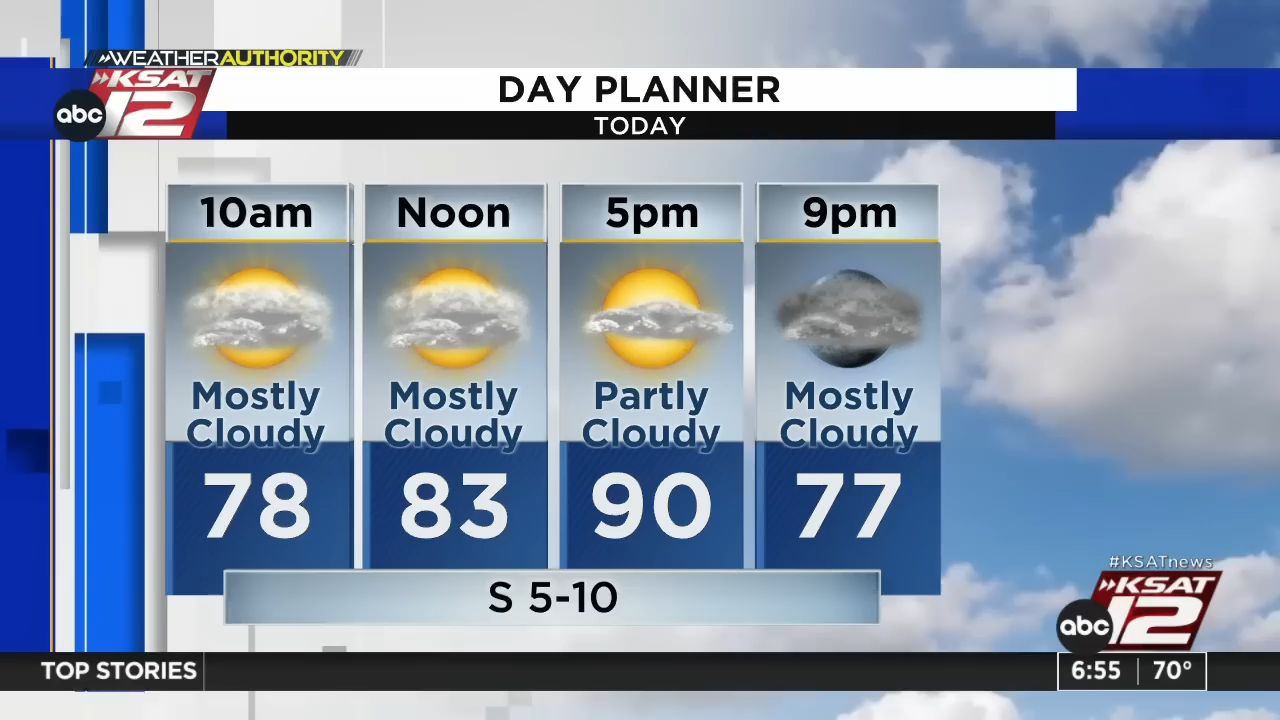 WEATHERAUTHORITY
KSAT
abc 12
DAY PLANNER
TODAY
10am Noon 5pm 9pm
Mostly Mostly Partly Mostly
Cloudy Cloudy Cloudy Cloudy
78 83 90 77
S 5-10
#KSATnews
KSAT
abc 12
TOP STORIES
6:55 70°